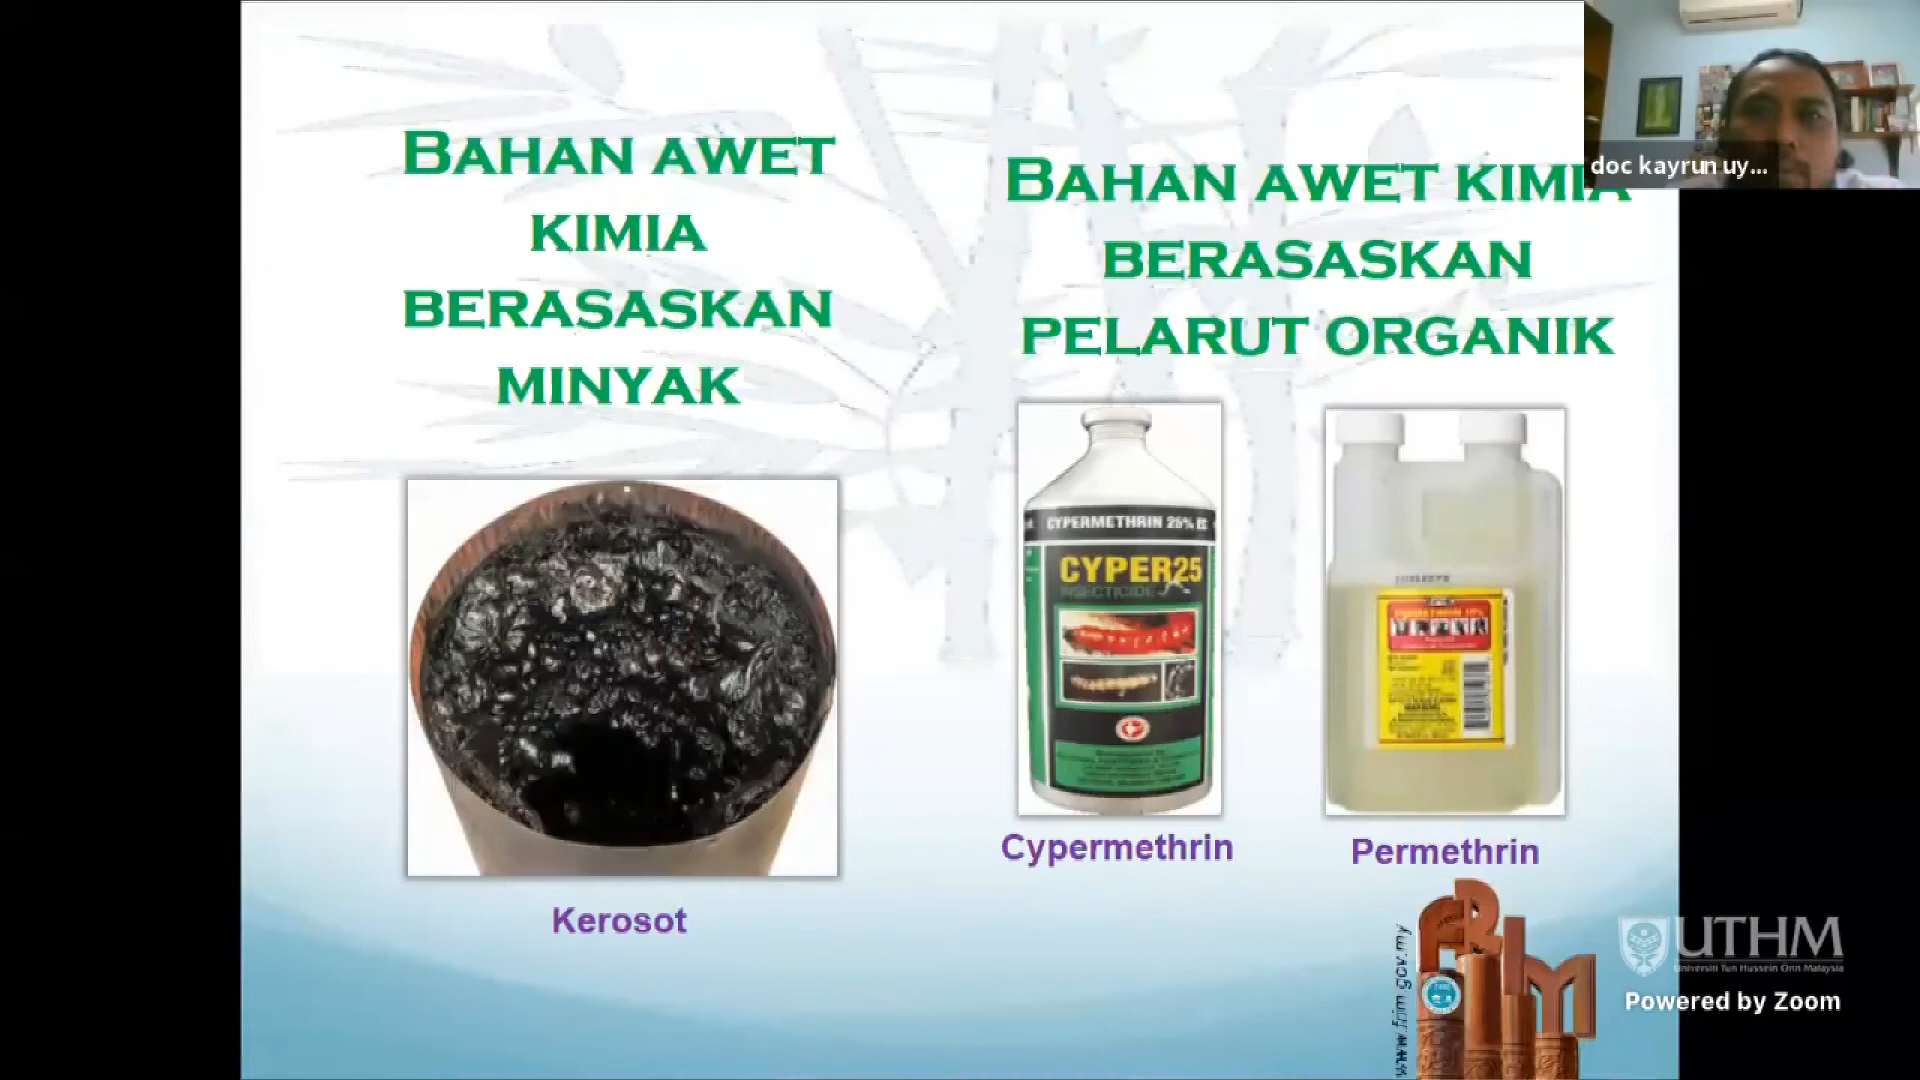 BAHAN AWET
KIMIA
BERASASKAN
MINYAK
BAHAN AWET KIMIA
BERASASKAN
PELARUT ORGANIK
doc kayrun uy...
CYPERMETHRIN 25% EC
CYPER25
INSECTICIDE
Kerosot
Cypermethrin
Permethrin
FRIM
www.frim.gov.my
UTHM
Universiti Tun Hussein Onn Malaysia
Powered by Zoom